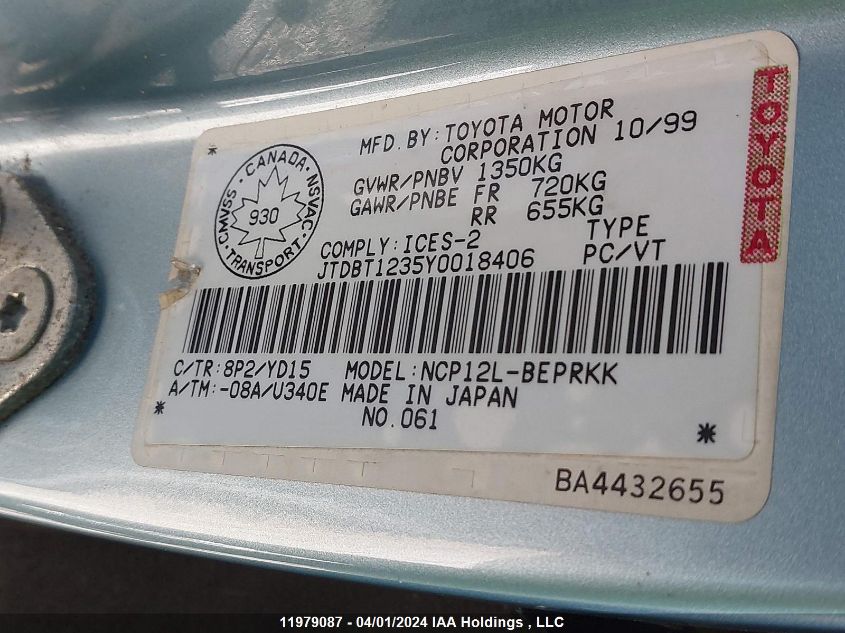 MFD. BY: TOYOTA MOTOR
CORPORATION 10/99
GVWR/PNBV 1350KG
GAWR/PNBE FR 720KG
RR 655KG
COMPLY: ICES-2 TYPE
JTDBT1235Y0018406 PC/VT
CANADA · NSVAC · TRANSPORT · CMVSS ·
930
TOYOTA
C/TR: 8P2/YD15 MODEL: NCP12L-BEPRKK
A/TM: -08A/U340E MADE IN JAPAN
NO. 061
BA4432655
11979087 - 04/01/2024 IAA Holdings , LLC